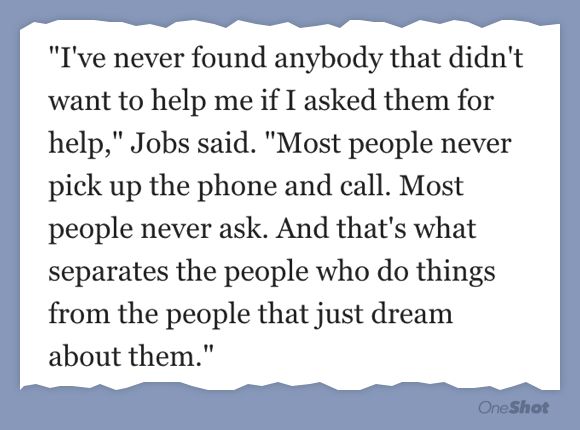 "I've never found anybody that didn't
want to help me if I asked them for
help," Jobs said. "Most people never
pick up the phone and call. Most
people never ask. And that's what
separates the people who do things
from the people that just dream
about them."
OneShot